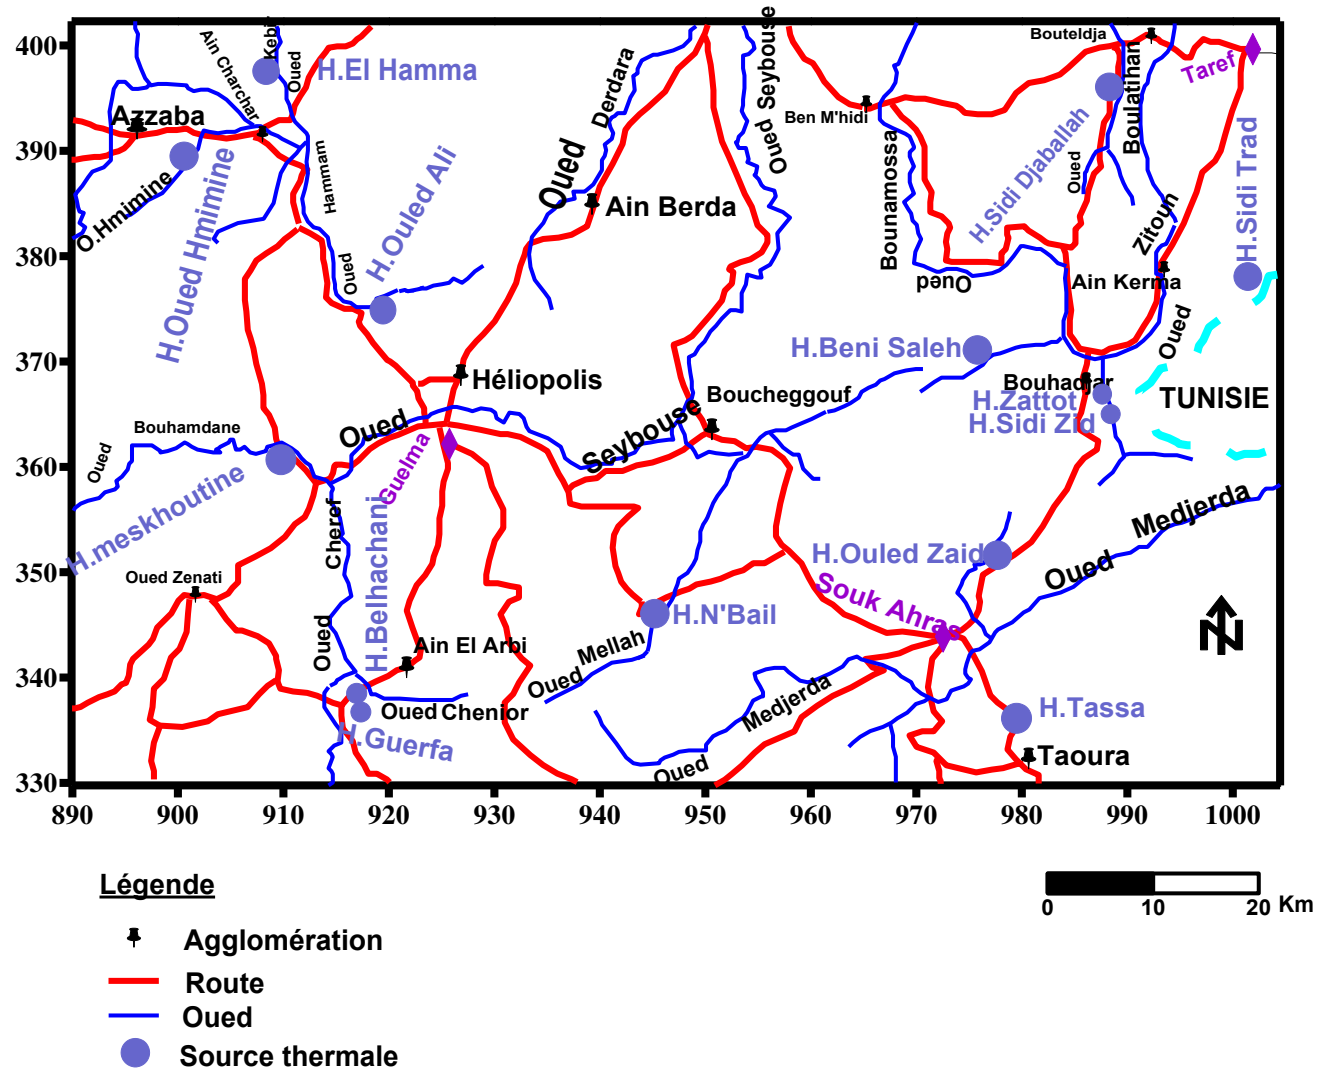 400
390
380
370
360
350
340
330
890
900
910
920
930
940
950
960
970
980
990
1000
Kebi
Oued
Ain Charchar
H.El Hamma
Azzaba
O.Hmimine
H.Oued Hmimine
Hammam
Oued
H.Ouled Ali
Oued
Derdara
Ain Berda
Oued Seybouse
Oued
Ben M'hidi
Bounamossa
Oued
Bouteldja
Boulatihan
Oued
H.Sidi Djaballah
Taref
H.Sidi Trad
Zitoun
Oued
Ain Kerma
H.Beni Saleh
Bouhadjar
H.Zattot
H.Sidi Zid
TUNISIE
Héliopolis
Boucheggouf
Oued
Seybouse
Bouhamdane
Oued
Guelma
H.meskhoutine
Cheref
Oued
H.Belhachani
Oued Zenati
Ain El Arbi
Oued Chenior
H.Guerfa
H.N'Bail
Oued Mellah
H.Ouled Zaid
Souk Ahras
Oued Medjerda
Oued Medjerda
H.Tassa
Taoura
N
Légende
Agglomération
Route
Oued
Source thermale
0 10 20 Km